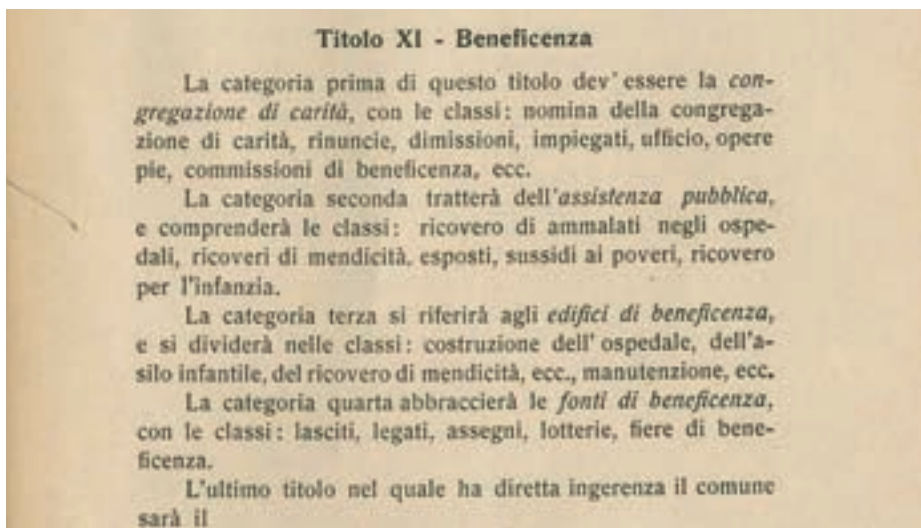 Titolo XI - Beneficenza
La categoria prima di questo titolo dev'essere la con-
gregazione di carità, con le classi: nomina della congrega-
zione di carità, rinuncie, dimissioni, impiegati, ufficio, opere
pie, commissioni di beneficenza, ecc.
La categoria seconda tratterà dell'assistenza pubblica,
e comprenderà le classi: ricovero di ammalati negli ospe-
dali, ricoveri di mendicità, esposti, sussidi ai poveri, ricovero
per l'infanzia.
La categoria terza si riferirà agli edifici di beneficenza,
e si dividerà nelle classi: costruzione dell'ospedale, dell'a-
silo infantile, del ricovero di mendicità, ecc., manutenzione, ecc.
La categoria quarta abbraccierà le fonti di beneficenza,
con le classi: lasciti, legati, assegni, lotterie, fiere di bene-
ficenza.
L'ultimo titolo nel quale ha diretta ingerenza il comune
sarà il